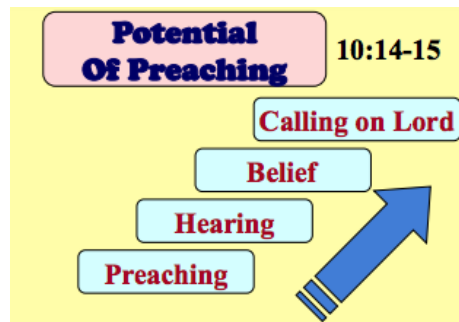 Potential
Of Preaching
10:14-15
Calling on Lord
Belief
Hearing
Preaching